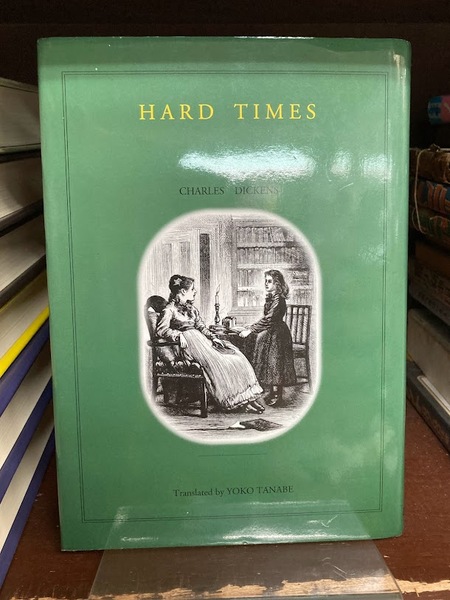 HARD TIMES
CHARLES DICKENS
Translated by YOKO TANABE